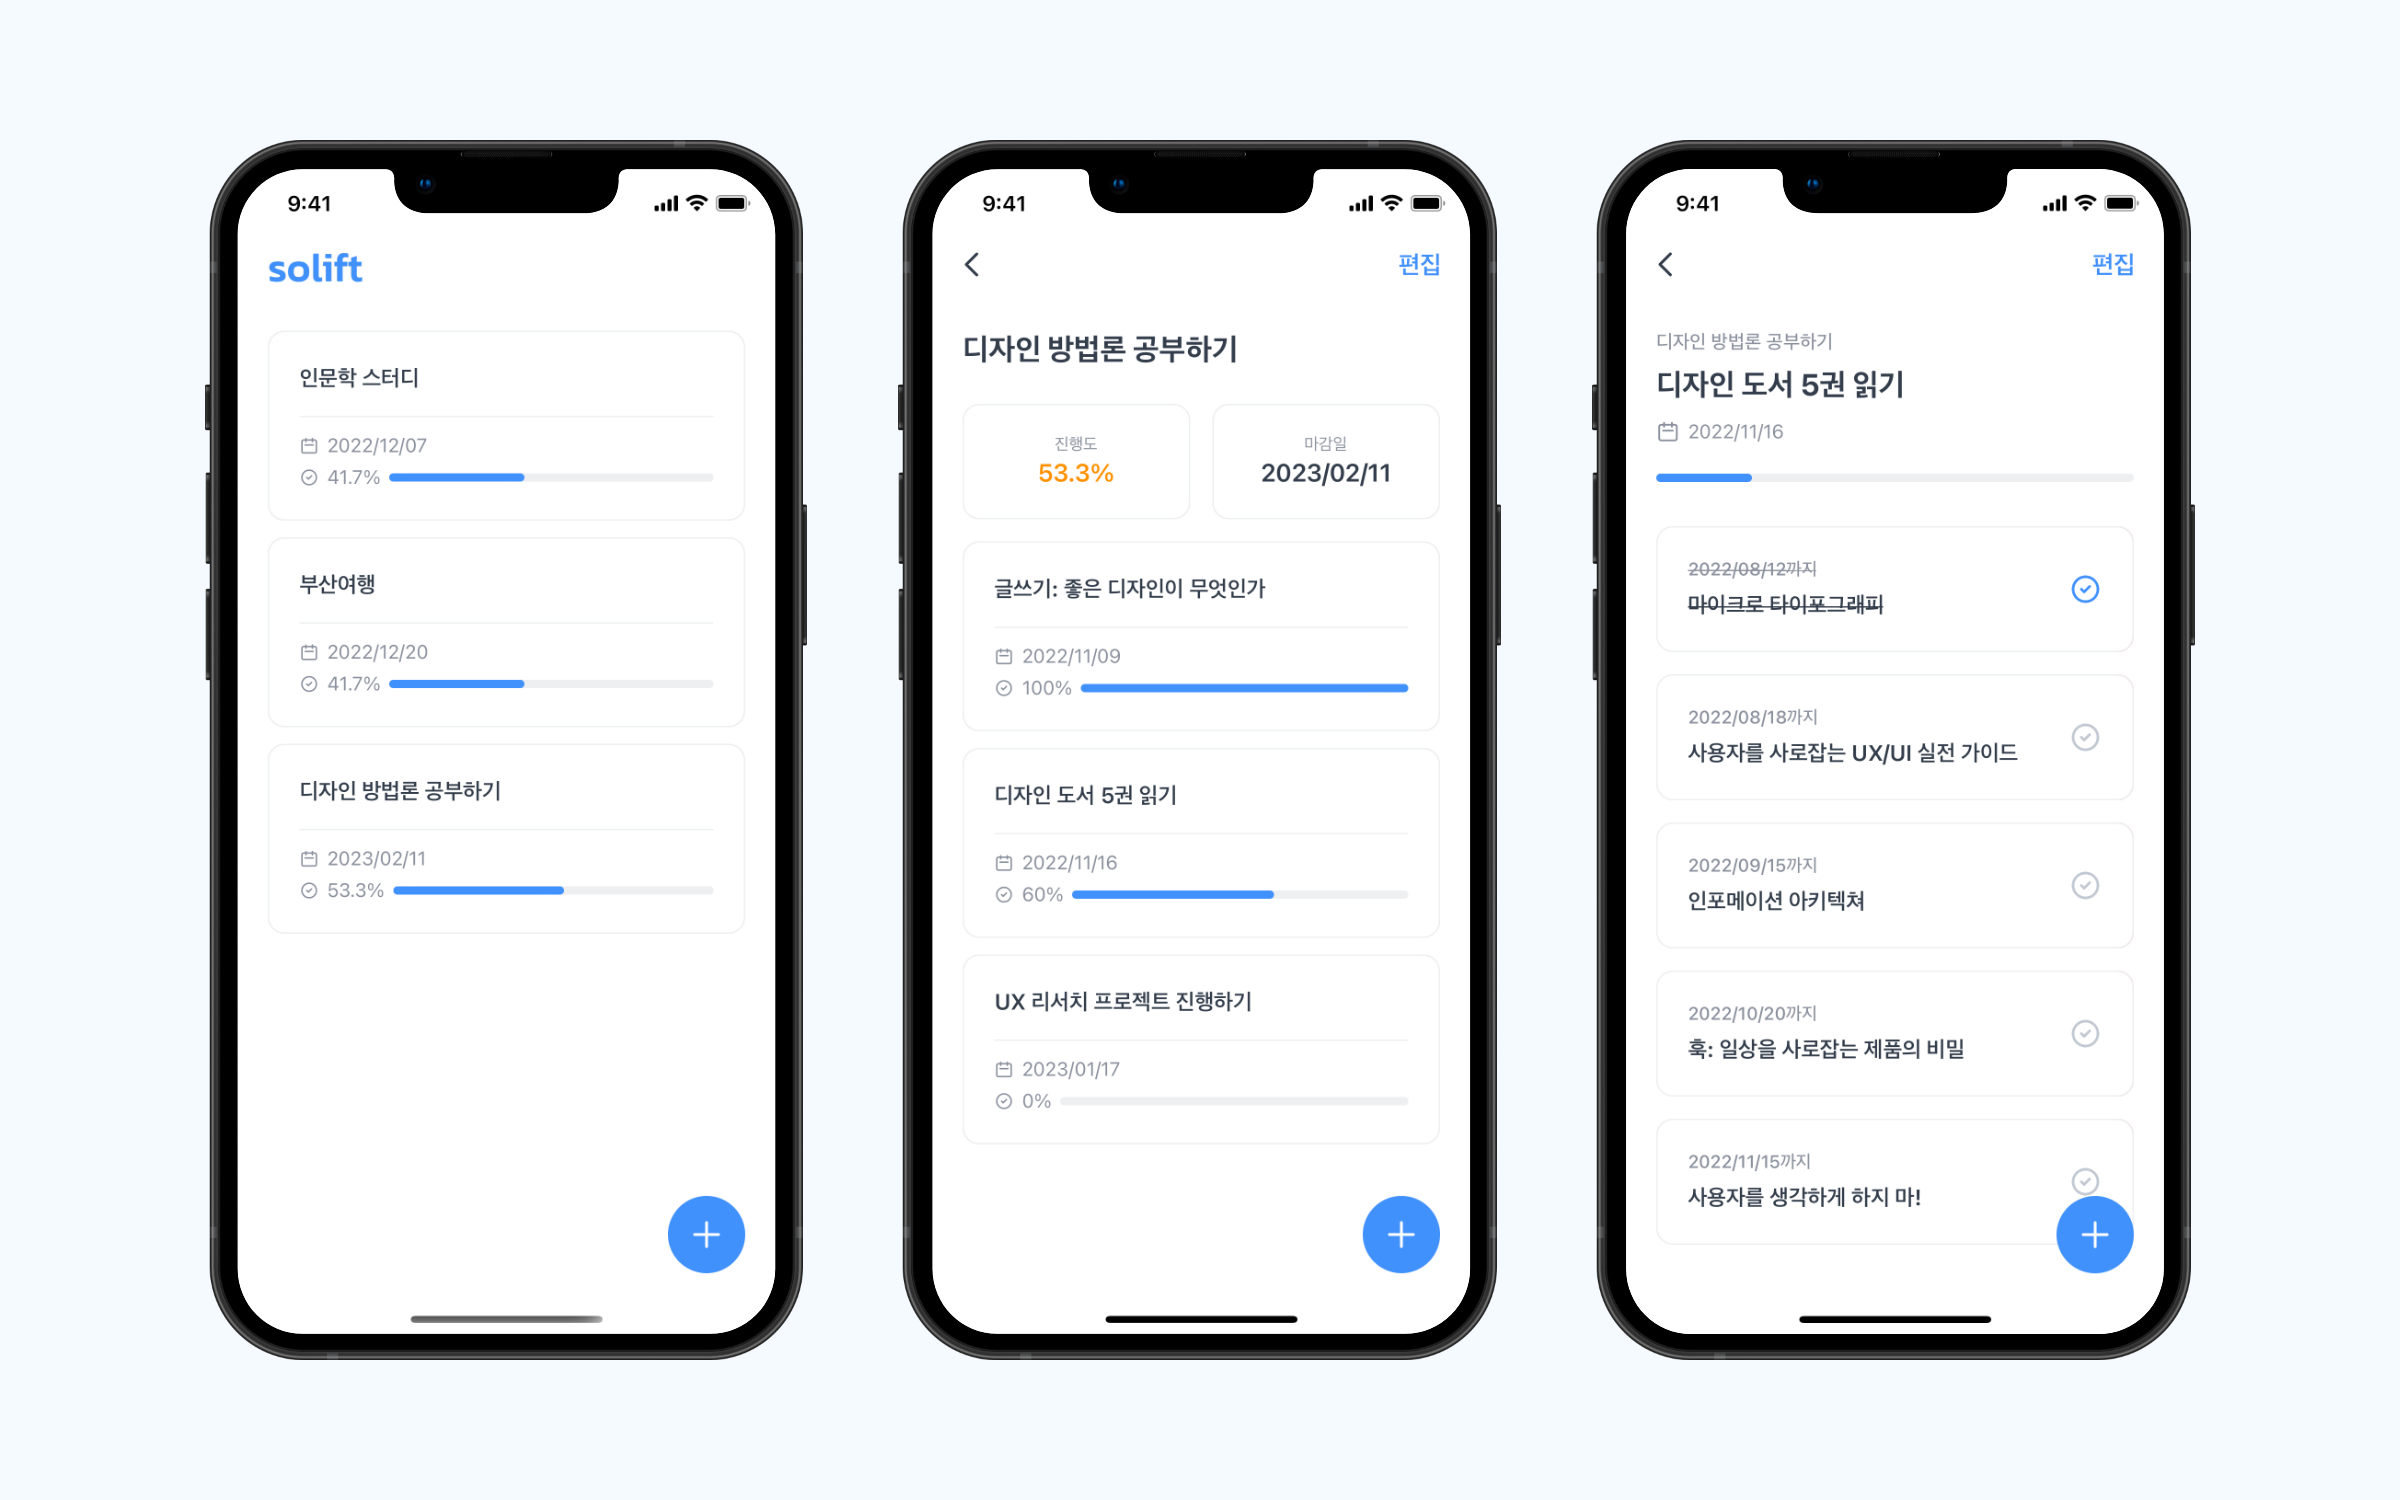 9:41
solift
인문학 스터디
2022/12/07
41.7%
부산여행
2022/12/20
41.7%
디자인 방법론 공부하기
2023/02/11
53.3%
9:41
편집
디자인 방법론 공부하기
진행도
53.3%
마감일
2023/02/11
글쓰기: 좋은 디자인이 무엇인가
2022/11/09
100%
디자인 도서 5권 읽기
2022/11/16
60%
UX 리서치 프로젝트 진행하기
2023/01/17
0%
9:41
편집
디자인 방법론 공부하기
디자인 도서 5권 읽기
2022/11/16
2022/08/12까지
마이크로 타이포그래피
2022/08/18까지
사용자를 사로잡는 UX/UI 실전 가이드
2022/09/15까지
인포메이션 아키텍쳐
2022/10/20까지
훅: 일상을 사로잡는 제품의 비밀
2022/11/15까지
사용자를 생각하게 하지 마!